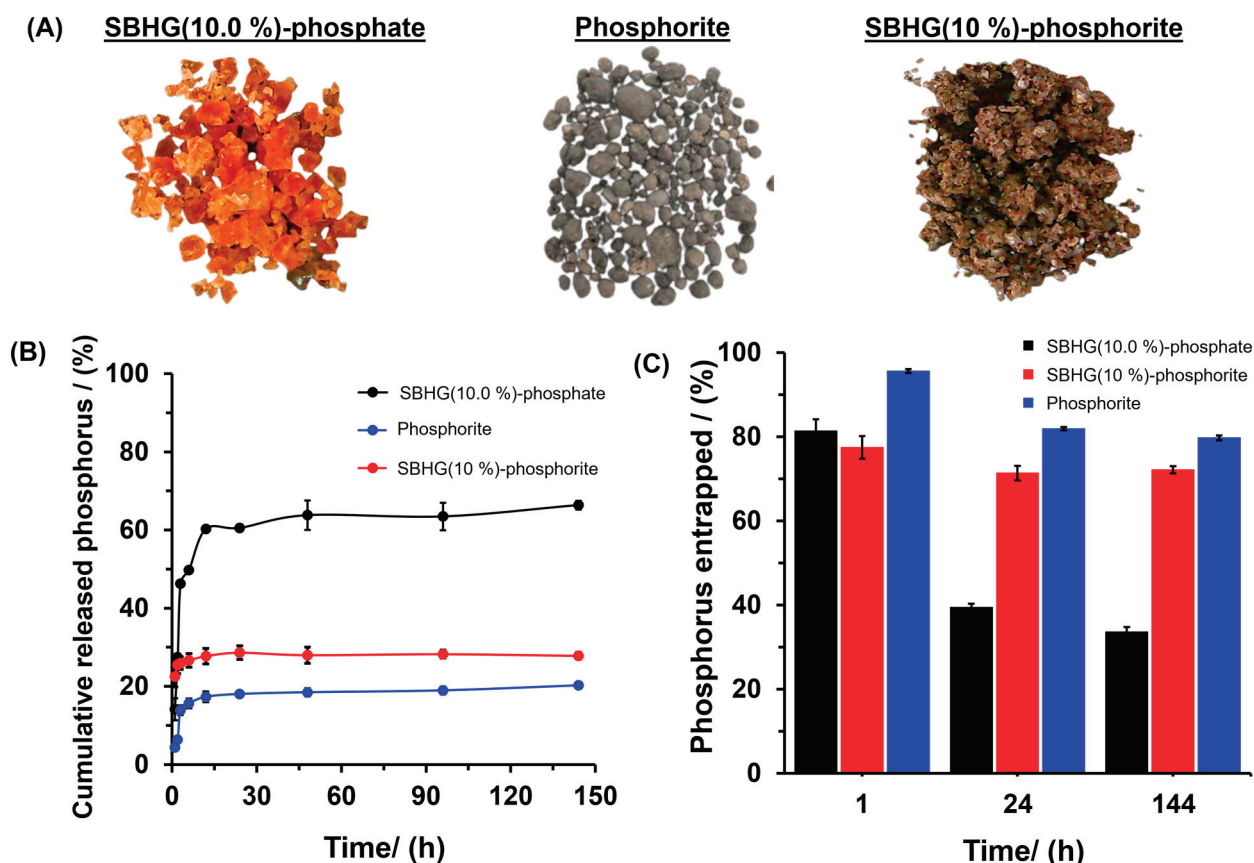 (A)
SBHG(10.0 %)-phosphate
Phosphorite
SBHG(10 %)-phosphorite
(B)
Cumulative released phosphorus / (%)
100
80
60
40
20
0
SBHG(10.0 %)-phosphate
Phosphorite
SBHG(10 %)-phosphorite
0 30 60 90 120 150
Time/ (h)
(C)
Phosphorus entrapped / (%)
100
80
60
40
20
0
SBHG(10.0 %)-phosphate
SBHG(10 %)-phosphorite
Phosphorite
1 24 144
Time/ (h)